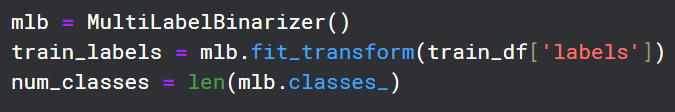 mlb = MultiLabelBinarizer()
train_labels = mlb.fit_transform(train_df['labels'])
num_classes = len(mlb.classes_)